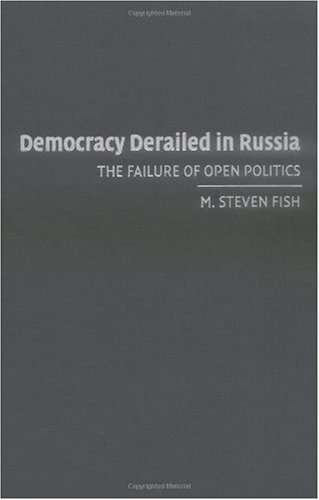 Democracy Derailed in Russia
THE FAILURE OF OPEN POLITICS
M. STEVEN FISH